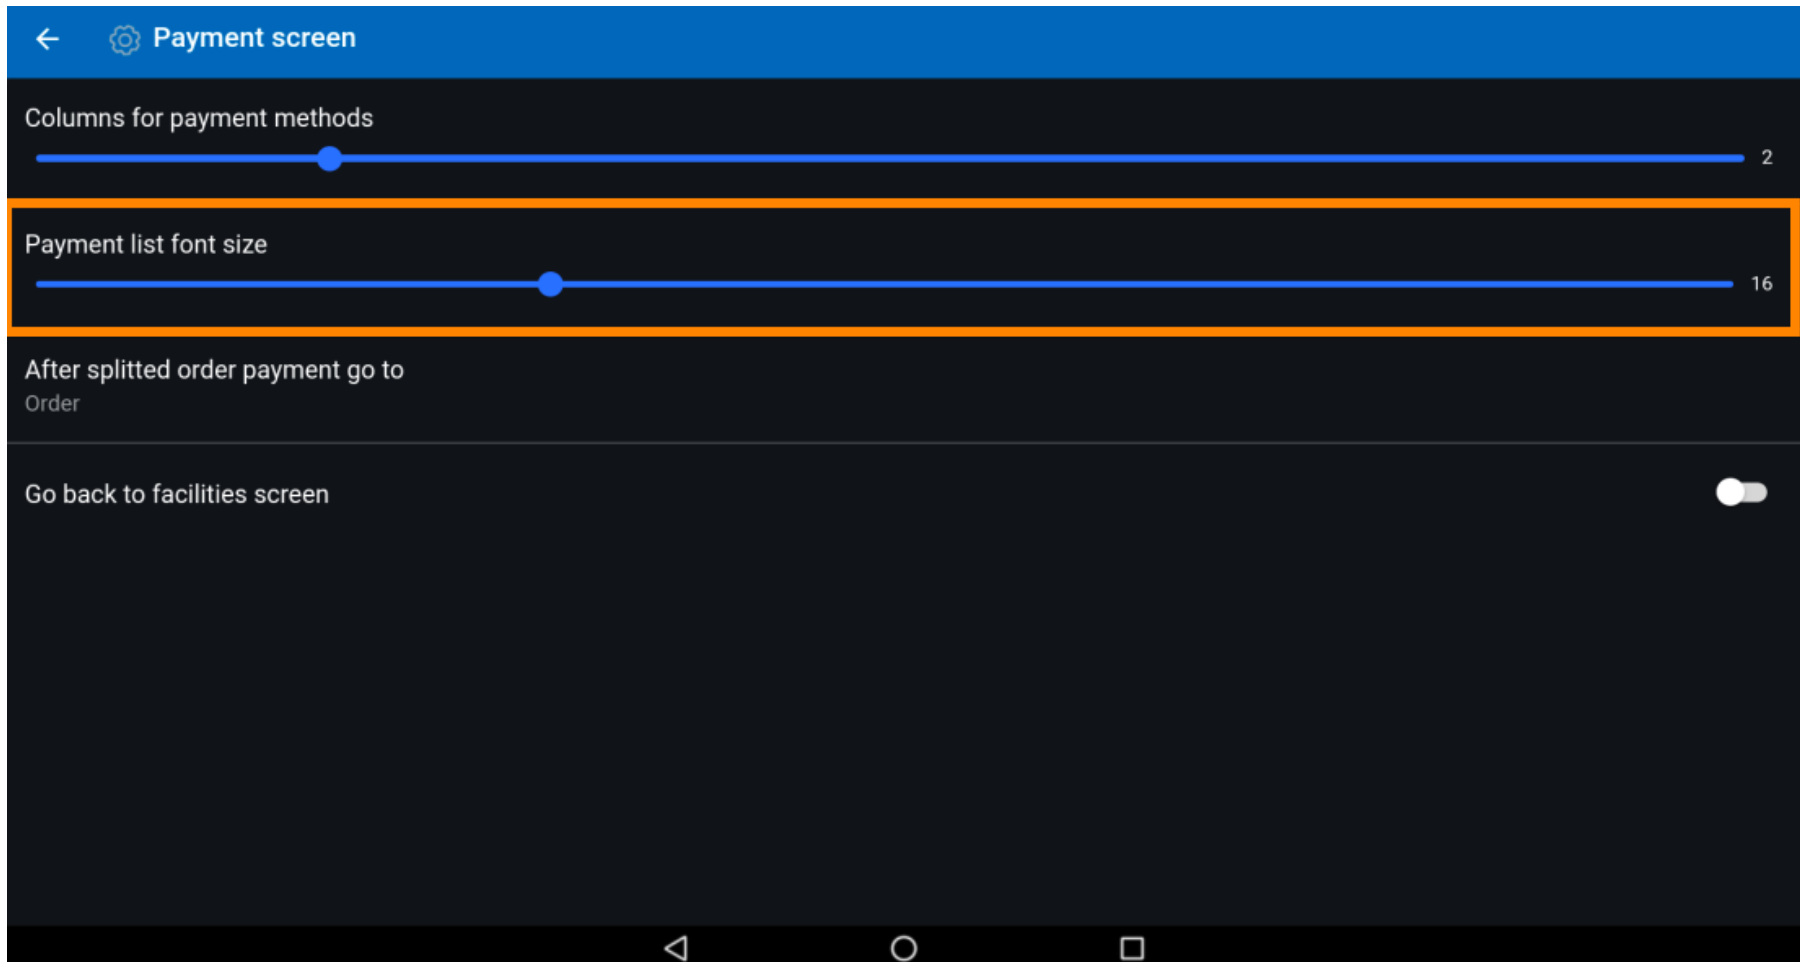 Payment screen
Columns for payment methods
2
Payment list font size
16
After splitted order payment go to
Order
Go back to facilities screen